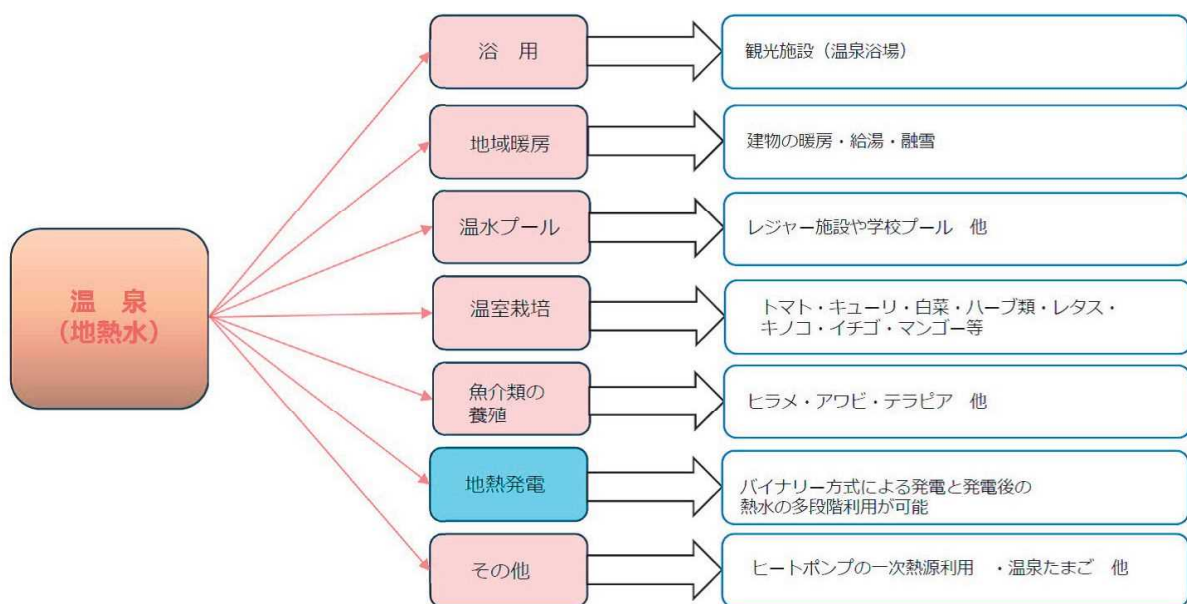 温　泉
（地熱水）
浴　用
観光施設（温泉浴場）
地域暖房
建物の暖房・給湯・融雪
温水プール
レジャー施設や学校プール　他
温室栽培
トマト・キューリ・白菜・ハーブ類・レタス・
キノコ・イチゴ・マンゴー等
魚介類の
養殖
ヒラメ・アワビ・テラピア　他
地熱発電
バイナリー方式による発電と発電後の
熱水の多段階利用が可能
その他
ヒートポンプの一次熱源利用　・温泉たまご　他